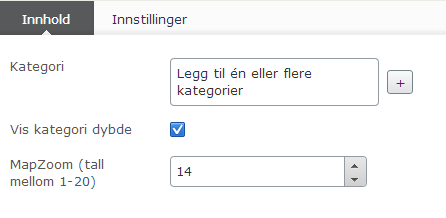 Innhold Innstillinger
Kategori
Legg til én eller flere
kategorier
+
Vis kategori dybde
MapZoom (tall
mellom 1-20)
14